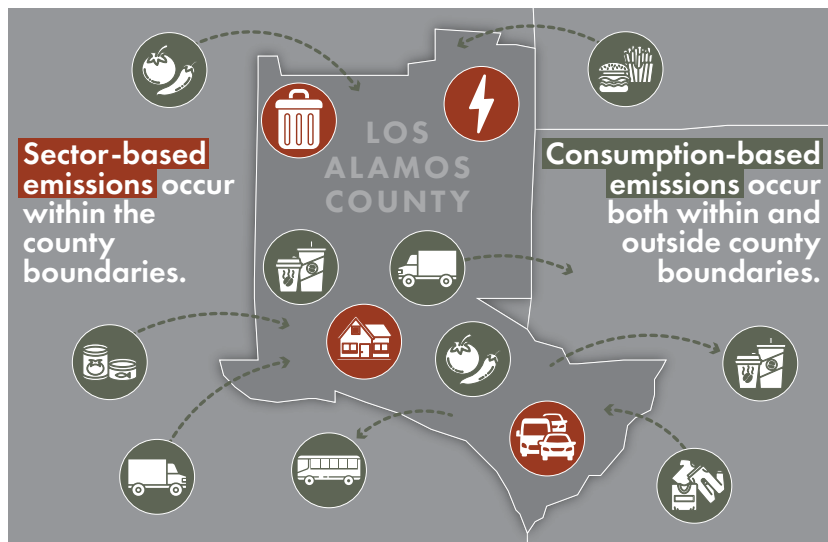 LOS
ALAMOS
COUNTY
Sector-based
emissions occur
within the
county
boundaries.
Consumption-based
emissions occur
both within and
outside county
boundaries.